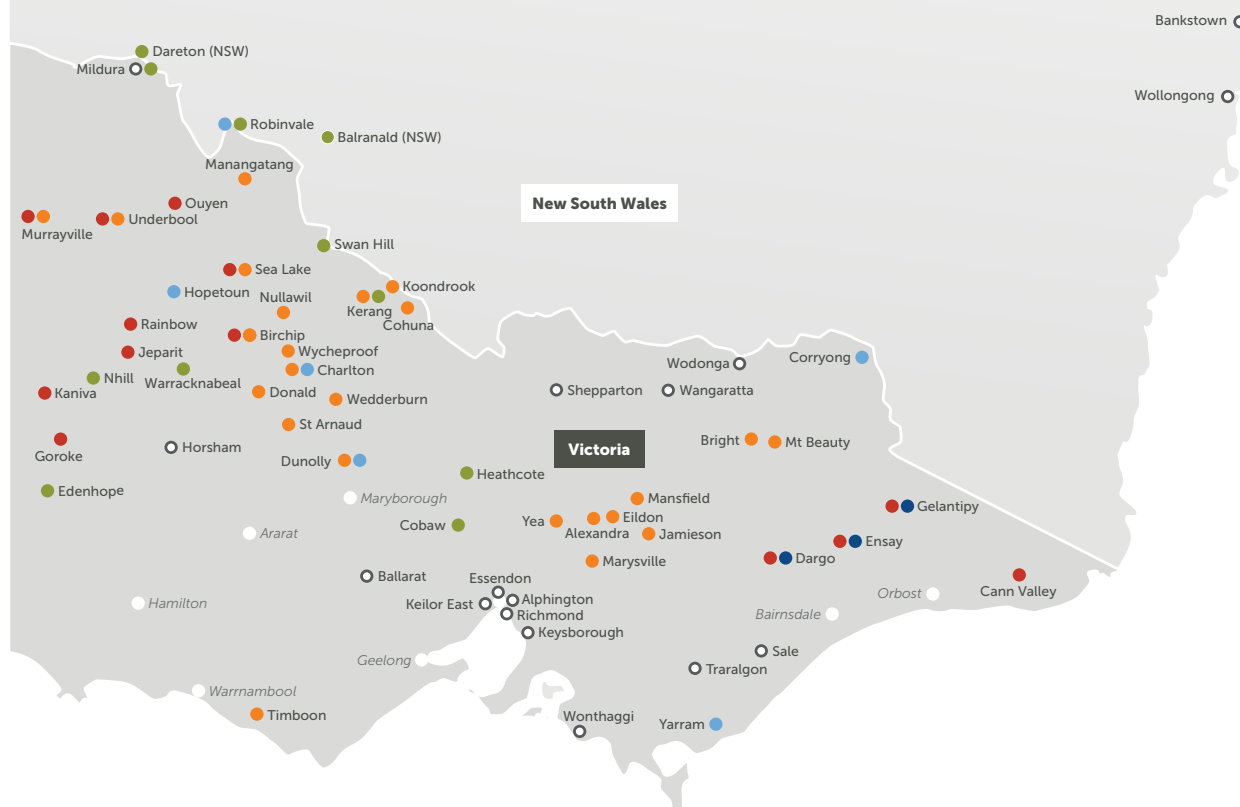 Bankstown
Dareton (NSW)
Mildura
Wollongong
Robinvale
Balranald (NSW)
Manangatang
New South Wales
Ouyen
Underbool
Murrayville
Swan Hill
Sea Lake
Koondrook
Hopetoun
Nullawil
Kerang
Rainbow
Cohuna
Birchip
Jeparit
Wycheproof
Corryong
Wodonga
Charlton
Nhill
Warracknabeal
Kaniva
Donald
Wedderburn
Shepparton
Wangaratta
St Arnaud
Bright
Mt Beauty
Goroke
Horsham
Victoria
Dunolly
Heathcote
Edenhope
Maryborough
Mansfield
Gelantipy
Cobaw
Yea
Eildon
Alexandra
Jamieson
Ararat
Ensay
Marysville
Dargo
Ballarat
Essendon
Cann Valley
Orbost
Hamilton
Keilor East
Alphington
Richmond
Bairnsdale
Keysborough
Sale
Geelong
Traralgon
Warrnambool
Timboon
Wonthaggi
Yarram